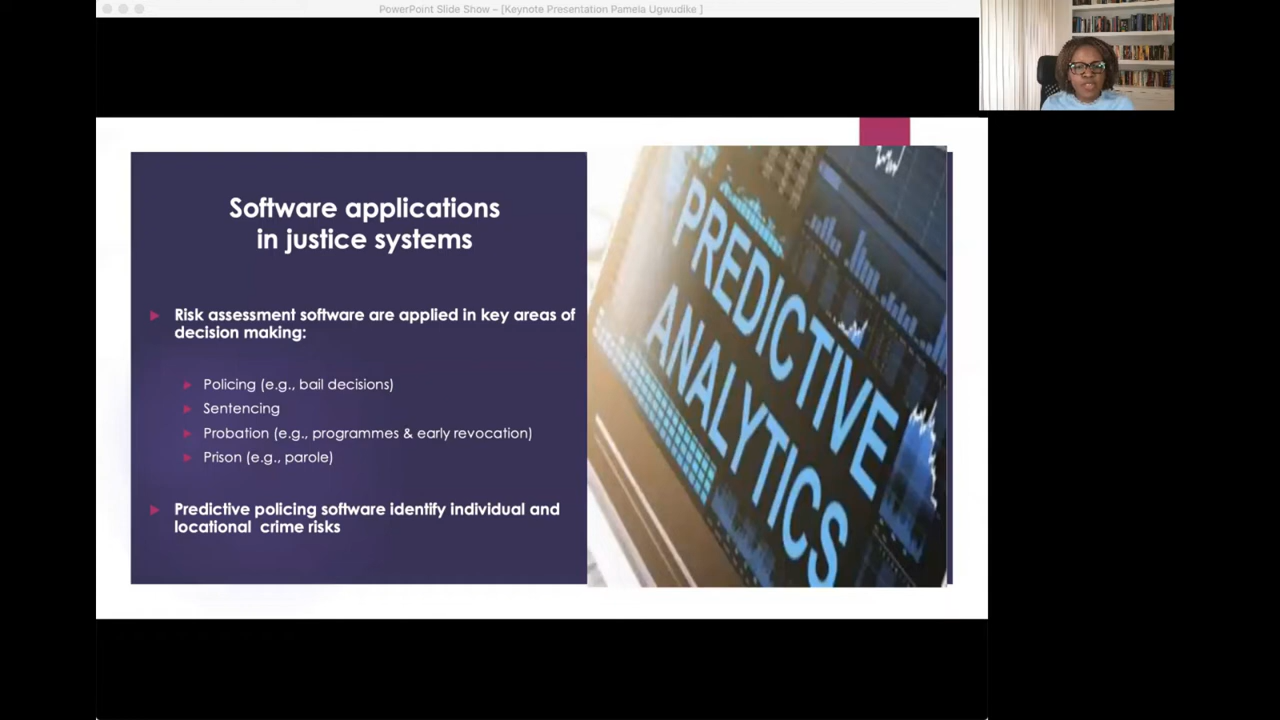 PowerPoint Slide Show – [Keynote Presentation Pamela Ugwudike ]
Software applications
in justice systems
Risk assessment software are applied in key areas of
decision making:
Policing (e.g., bail decisions)
Sentencing
Probation (e.g., programmes & early revocation)
Prison (e.g., parole)
Predictive policing software identify individual and
locational  crime risks
PREDICTIVE
ANALYTICS